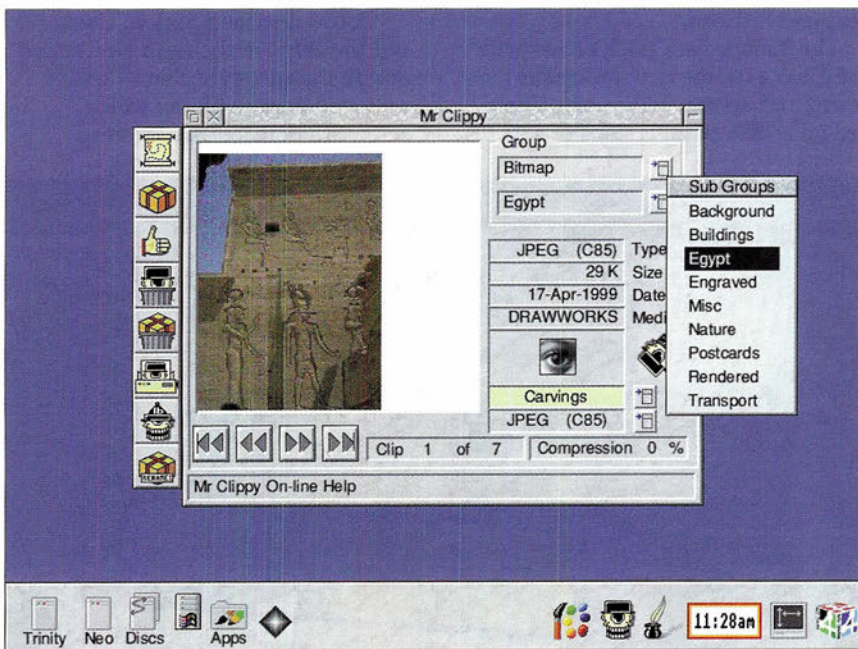 Mr Clippy
Group
Bitmap
Egypt
Sub Groups
Background
Buildings
Egypt
Engraved
Misc
Nature
Postcards
Rendered
Transport
JPEG (C85) Type
29 K Size
17-Apr-1999 Date
DRAWWORKS Medi
Carvings
JPEG (C85)
Clip 1 of 7 Compression 0 %
Mr Clippy On-line Help
Trinity Neo Discs Apps 11:28am